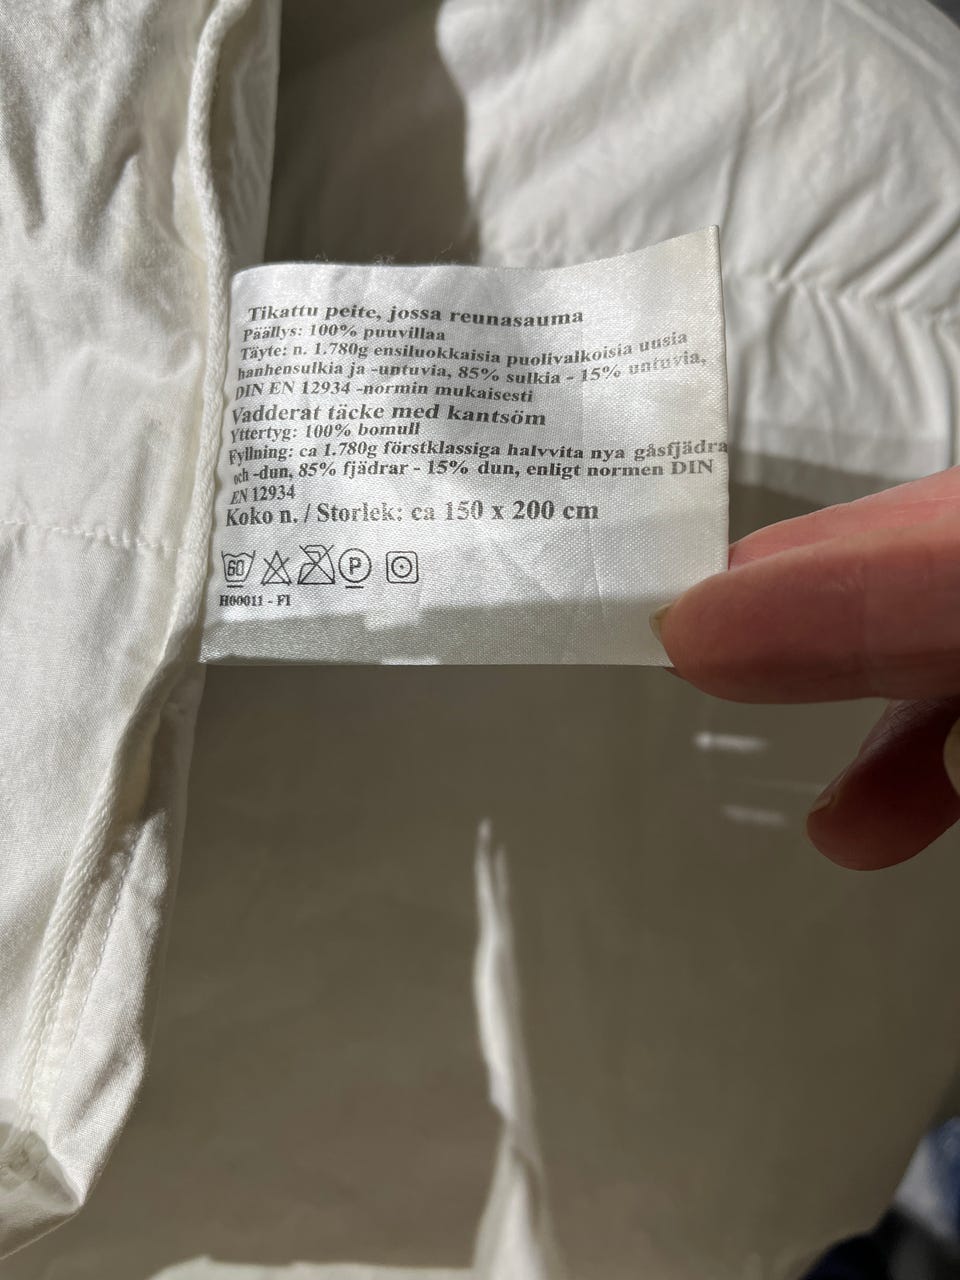 Tikattu peite, jossa reunasauma
Päällys: 100% puuvillaa
Täyte: n. 1.780g ensiluokkaisia puolivalkoisia uusia
hanhensulkia ja -untuvia, 85% sulkia - 15% untuvia,
DIN EN 12934 -normin mukaisesti
Vadderat täcke med kantsöm
Yttertyg: 100% bomull
Fyllning: ca 1.780g förstklassiga halvvita nya gåsfjädra
och -dun, 85% fjädrar - 15% dun, enligt normen DIN
EN 12934
Koko n. / Storlek: ca 150 x 200 cm
60 P
H00011 - FI